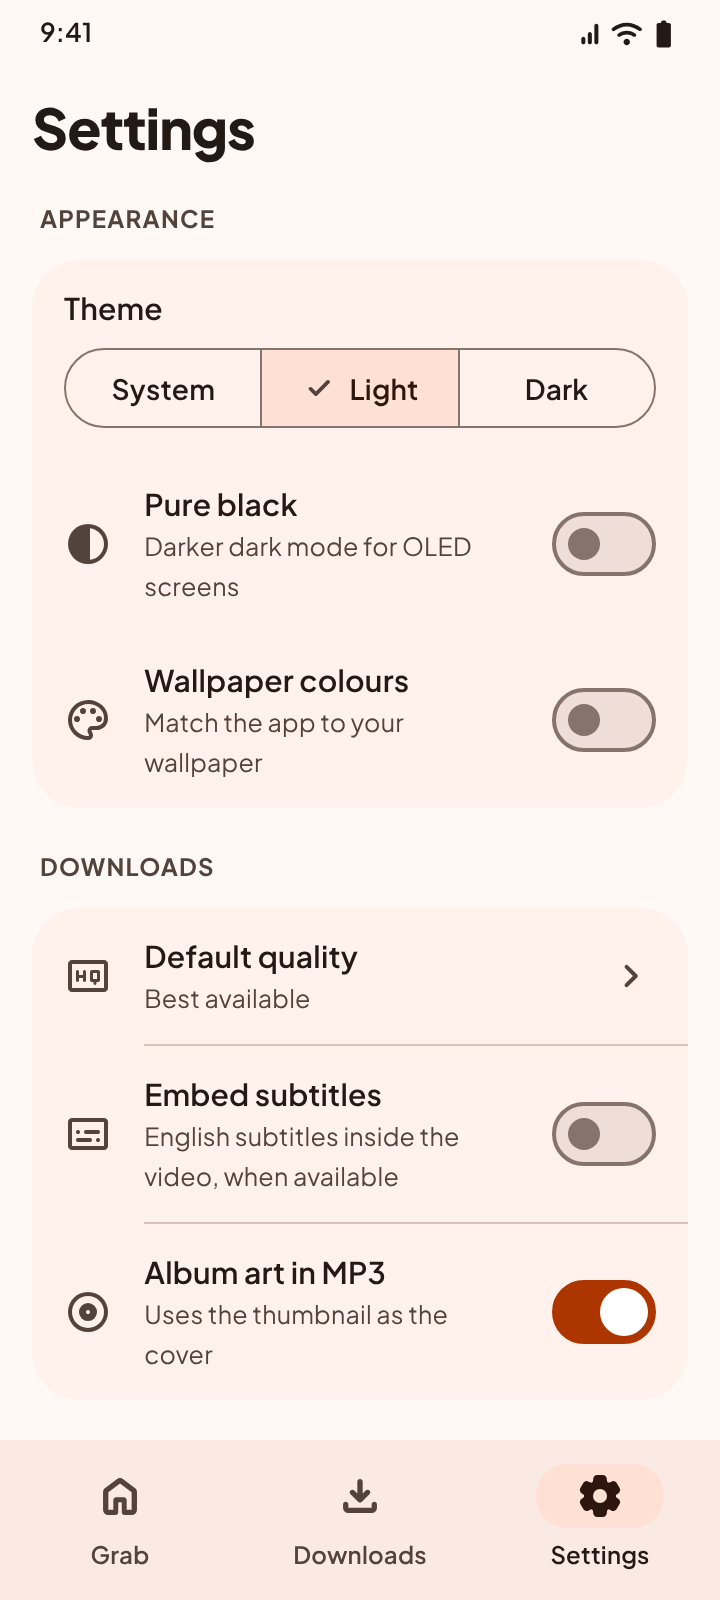 9:41
Settings
APPEARANCE
Theme
System
Light
Dark
Pure black
Darker dark mode for OLED
screens
Wallpaper colours
Match the app to your
wallpaper
DOWNLOADS
HQ
Default quality
Best available
Embed subtitles
English subtitles inside the
video, when available
Album art in MP3
Uses the thumbnail as the
cover
Grab
Downloads
Settings